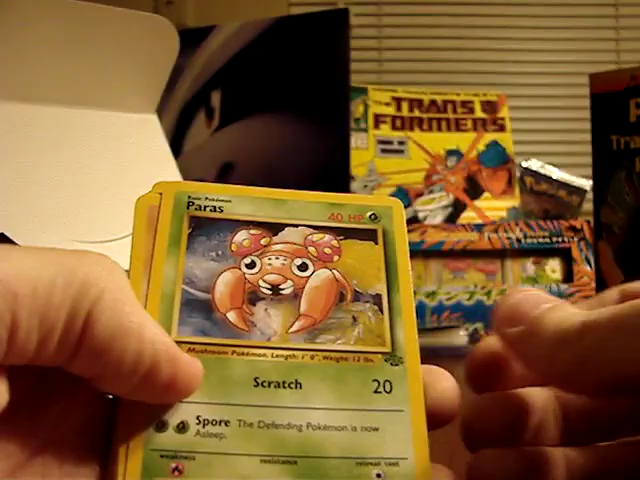 THE
TRANS
FORMERS
Basic Pokémon
Paras
40 HP
Mushroom Pokémon, Length: 1' 0", Weight: 12 lbs.
Scratch 20
Spore The Defending Pokémon is now
Asleep.
weakness resistance retreat cost